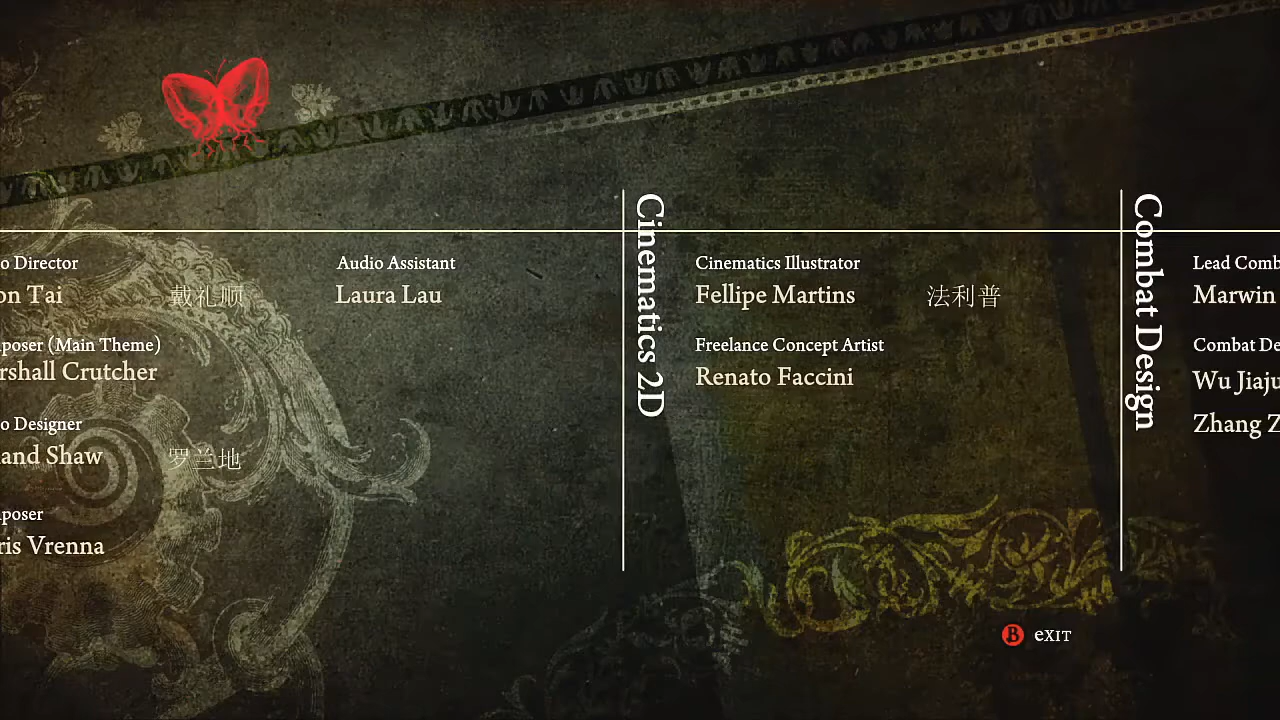 o Director
on Tai 戴礼顺
poser (Main Theme)
rshall Crutcher
o Designer
and Shaw 罗兰地
poser
ris Vrenna
Audio Assistant
Laura Lau
Cinematics 2D
Cinematics Illustrator
Fellipe Martins 法利普
Freelance Concept Artist
Renato Faccini
Combat Design
Lead Comb
Marwin
Combat De
Wu Jiaju
Zhang Z
B eXIT